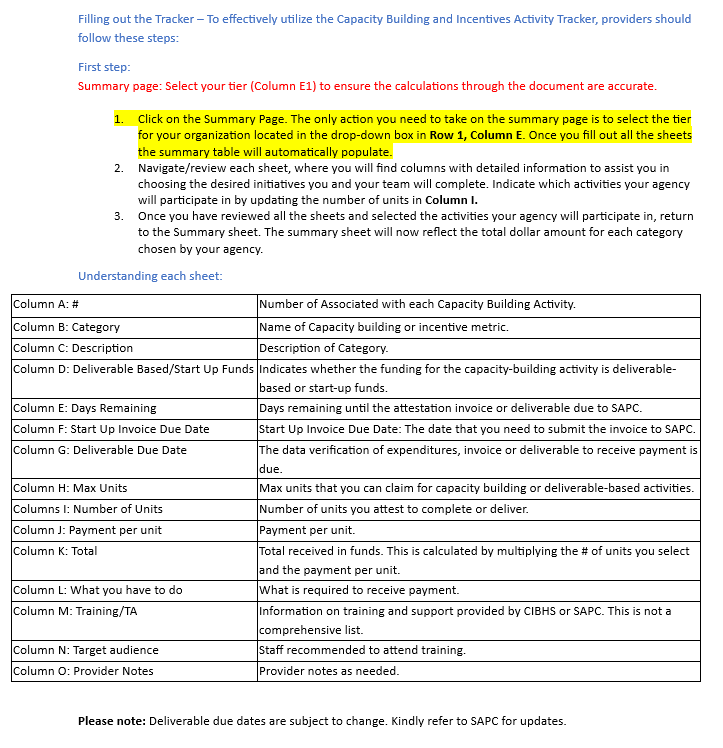 Filling out the Tracker – To effectively utilize the Capacity Building and Incentives Activity Tracker, providers should
follow these steps:
First step:
Summary page: Select your tier (Column E1) to ensure the calculations through the document are accurate.
1. Click on the Summary Page. The only action you need to take on the summary page is to select the tier
for your organization located in the drop-down box in Row 1, Column E. Once you fill out all the sheets
the summary table will automatically populate.
2. Navigate/review each sheet, where you will find columns with detailed information to assist you in
choosing the desired initiatives you and your team will complete. Indicate which activities your agency
will participate in by updating the number of units in Column I.
3. Once you have reviewed all the sheets and selected the activities your agency will participate in, return
to the Summary sheet. The summary sheet will now reflect the total dollar amount for each category
chosen by your agency.
Understanding each sheet:
Column A: # Number of Associated with each Capacity Building Activity.
Column B: Category Name of Capacity building or incentive metric.
Column C: Description Description of Category.
Column D: Deliverable Based/Start Up Funds Indicates whether the funding for the capacity-building activity is deliverable-
based or start-up funds.
Column E: Days Remaining Days remaining until the attestation invoice or deliverable due to SAPC.
Column F: Start Up Invoice Due Date Start Up Invoice Due Date: The date that you need to submit the invoice to SAPC.
Column G: Deliverable Due Date The data verification of expenditures, invoice or deliverable to receive payment is
due.
Column H: Max Units Max units that you can claim for capacity building or deliverable-based activities.
Columns I: Number of Units Number of units you attest to complete or deliver.
Column J: Payment per unit Payment per unit.
Column K: Total Total received in funds. This is calculated by multiplying the # of units you select
and the payment per unit.
Column L: What you have to do What is required to receive payment.
Column M: Training/TA Information on training and support provided by CIBHS or SAPC. This is not a
comprehensive list.
Column N: Target audience Staff recommended to attend training.
Column O: Provider Notes Provider notes as needed.
Please note: Deliverable due dates are subject to change. Kindly refer to SAPC for updates.